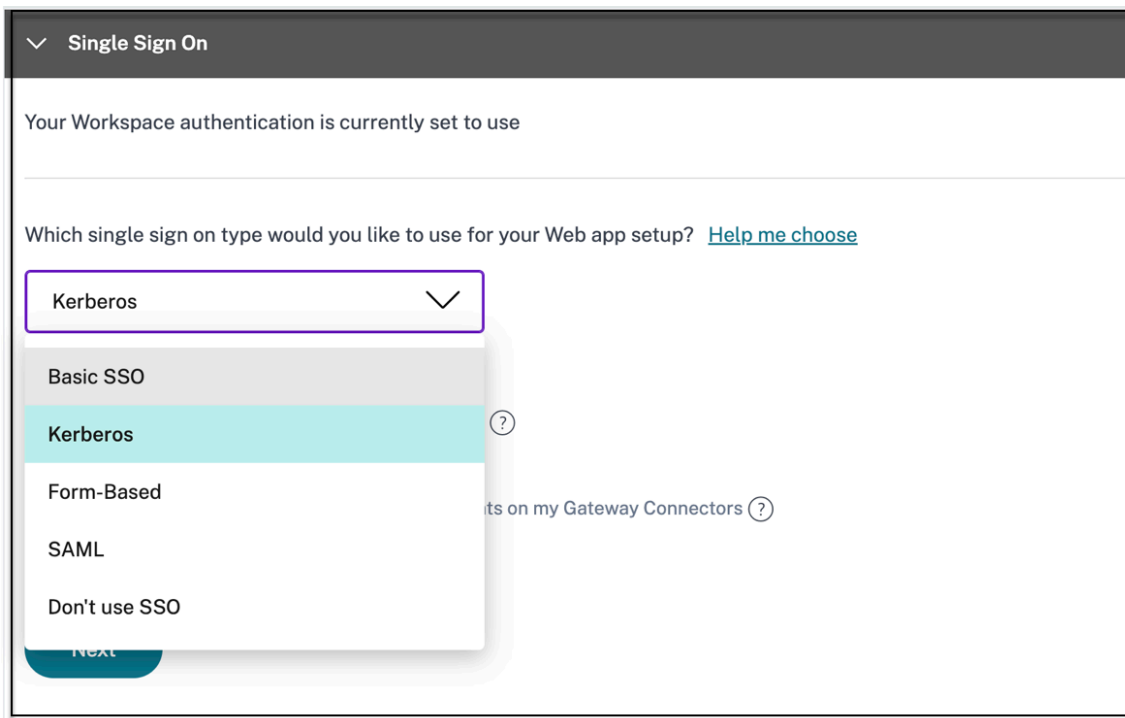 Single Sign On
Your Workspace authentication is currently set to use
Which single sign on type would you like to use for your Web app setup? Help me choose
Kerberos
Basic SSO
Kerberos
?
Form-Based
on my Gateway Connectors ?
SAML
Don't use SSO
Next